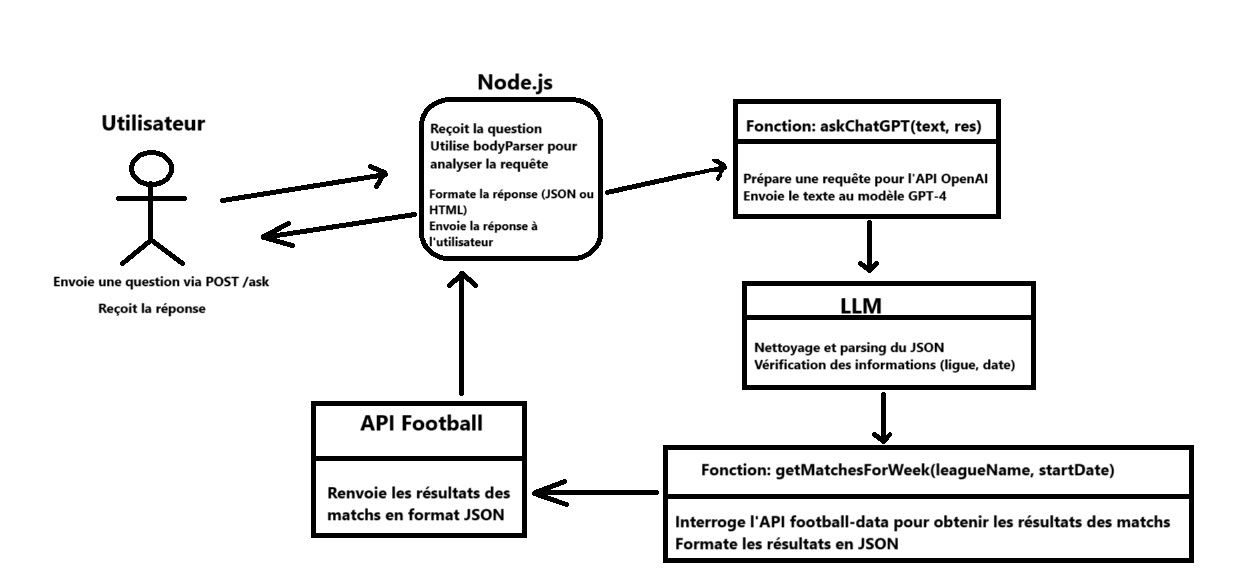 Utilisateur
Envoie une question via POST /ask
Reçoit la réponse
Node.js
Reçoit la question
Utilise bodyParser pour
analyser la requête
Formate la réponse (JSON ou
HTML)
Envoie la réponse à
l'utilisateur
Fonction: askChatGPT(text, res)
Prépare une requête pour l'API OpenAI
Envoie le texte au modèle GPT-4
LLM
Nettoyage et parsing du JSON
Vérification des informations (ligue, date)
Fonction: getMatchesForWeek(leagueName, startDate)
Interroge l'API football-data pour obtenir les résultats des matchs
Formate les résultats en JSON
API Football
Renvoie les résultats des
matchs en format JSON